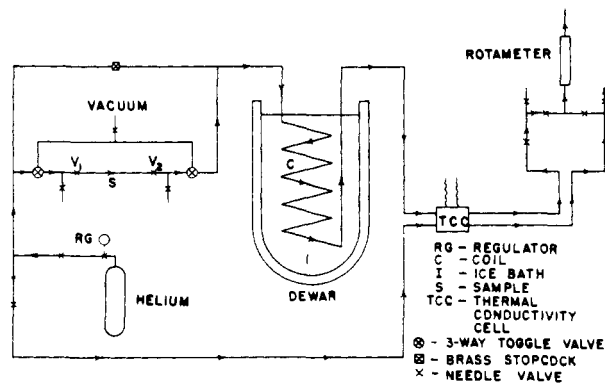 ROTAMETER
VACUUM
V1
V2
S
C
RG
TCC
I
HELIUM
DEWAR
RG - REGULATOR
C - COIL
I - ICE BATH
S - SAMPLE
TCC - THERMAL
CONDUCTIVITY
CELL
⊗ - 3-WAY TOGGLE VALVE
⊠ - BRASS STOPCOCK
× - NEEDLE VALVE